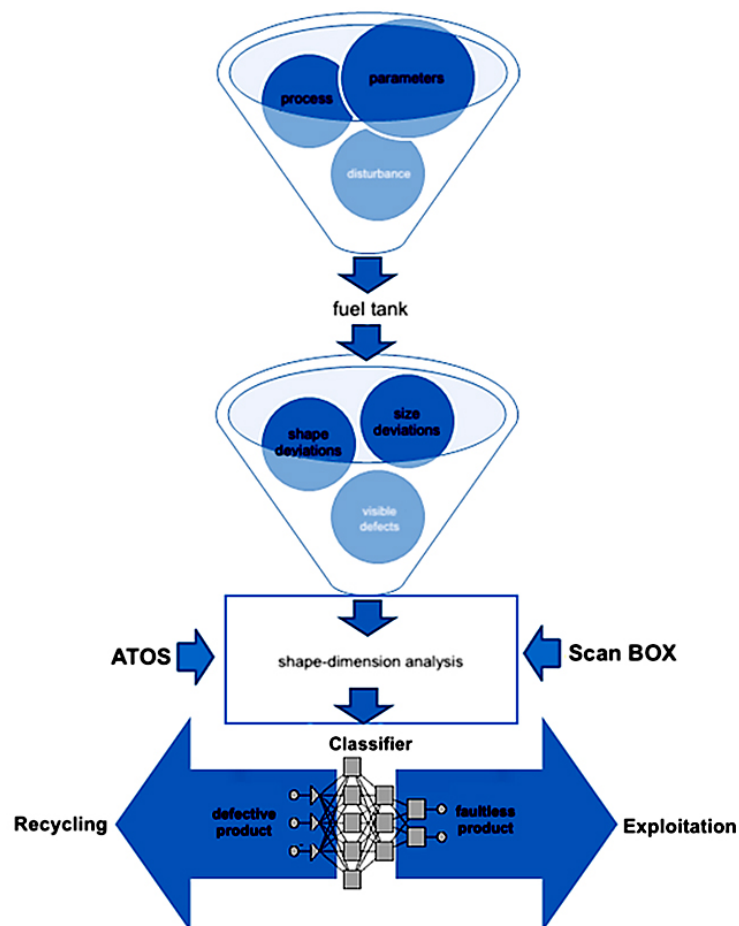 parameters
process
disturbance
fuel tank
size
deviations
shape
deviations
visible
defects
ATOS
shape-dimension analysis
Scan BOX
Classifier
Recycling
defective
product
faultless
product
Exploitation